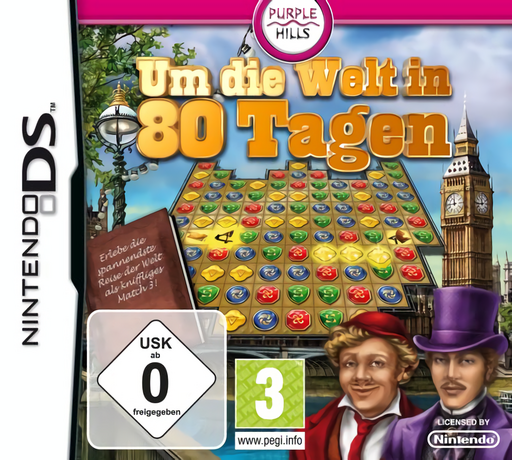 PURPLE
HILLS
Um die Welt in
80 Tagen
NINTENDO DS™
Erlebe die
spannendste
Reise der Welt
als kniffliges
Match 3!
USK
ab
0
freigegeben
3
www.pegi.info
LICENSED BY
Nintendo